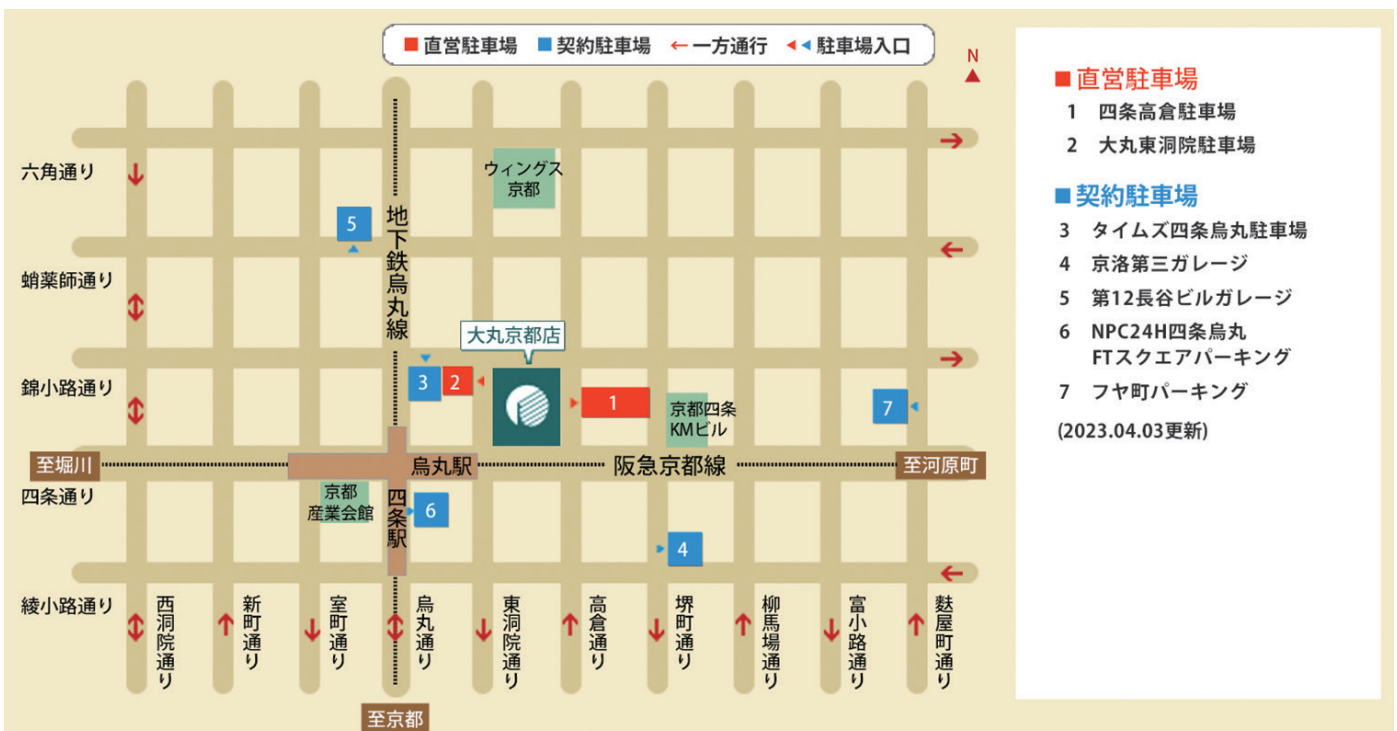 ■直営駐車場 ■契約駐車場 ←一方通行 ◀◀駐車場入口
N
■直営駐車場
1 四条高倉駐車場
2 大丸東洞院駐車場
■契約駐車場
3 タイムズ四条烏丸駐車場
4 京洛第三ガレージ
5 第12長谷ビルガレージ
6 NPC24H四条烏丸
FTスクエアパーキング
7 フヤ町パーキング
(2023.04.03更新)
六角通り
ウィングス
京都
5
地下鉄烏丸線
蛸薬師通り
大丸京都店
錦小路通り
3
2
1
京都四条
KMビル
7
至堀川
烏丸駅
阪急京都線
至河原町
四条通り
京都
産業会館
四条駅
6
4
綾小路通り
西洞院通り
新町通り
室町通り
烏丸通り
東洞院通り
高倉通り
堺町通り
柳馬場通り
富小路通り
麩屋町通り
至京都